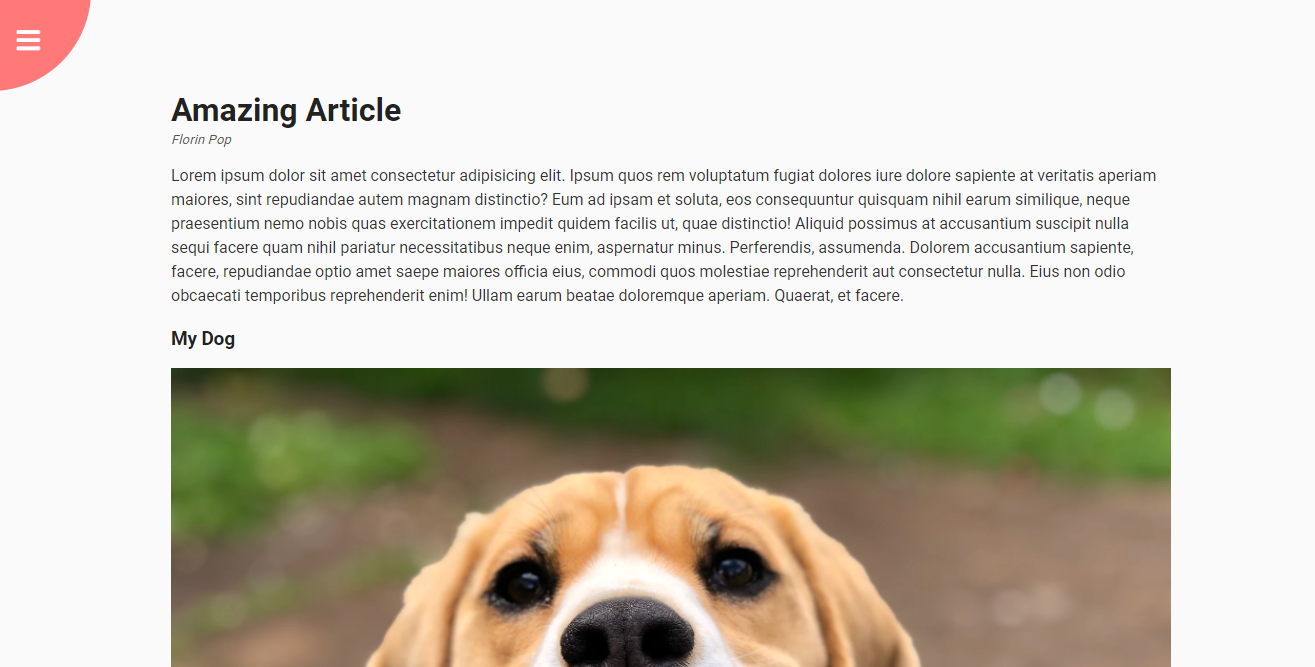 Amazing Article
Florin Pop
Lorem ipsum dolor sit amet consectetur adipisicing elit. Ipsum quos rem voluptatum fugiat dolores iure dolore sapiente at veritatis aperiam
maiores, sint repudiandae autem magnam distinctio? Eum ad ipsam et soluta, eos consequuntur quisquam nihil earum similique, neque
praesentium nemo nobis quas exercitationem impedit quidem facilis ut, quae distinctio! Aliquid possimus at accusantium suscipit nulla
sequi facere quam nihil pariatur necessitatibus neque enim, aspernatur minus. Perferendis, assumenda. Dolorem accusantium sapiente,
facere, repudiandae optio amet saepe maiores officia eius, commodi quos molestiae reprehenderit aut consectetur nulla. Eius non odio
obcaecati temporibus reprehenderit enim! Ullam earum beatae doloremque aperiam. Quaerat, et facere.
My Dog